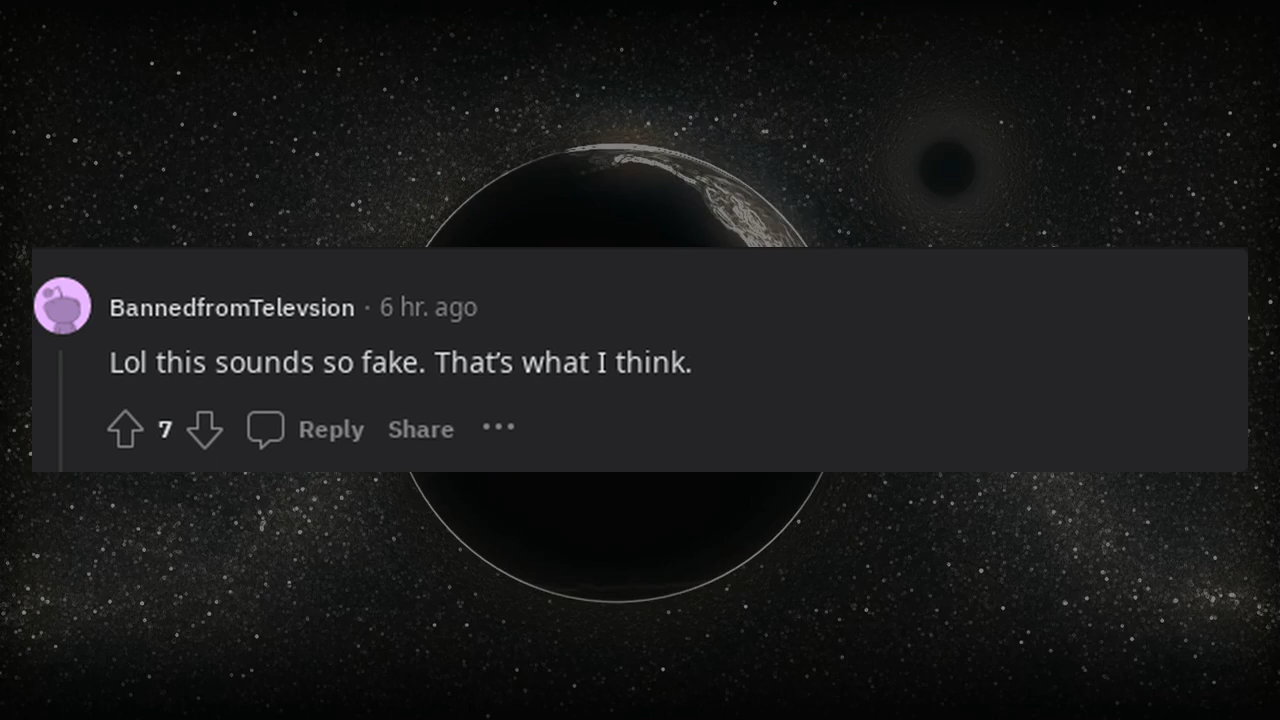 BannedfromTelevsion · 6 hr. ago
Lol this sounds so fake. That’s what I think.
7 Reply Share •••